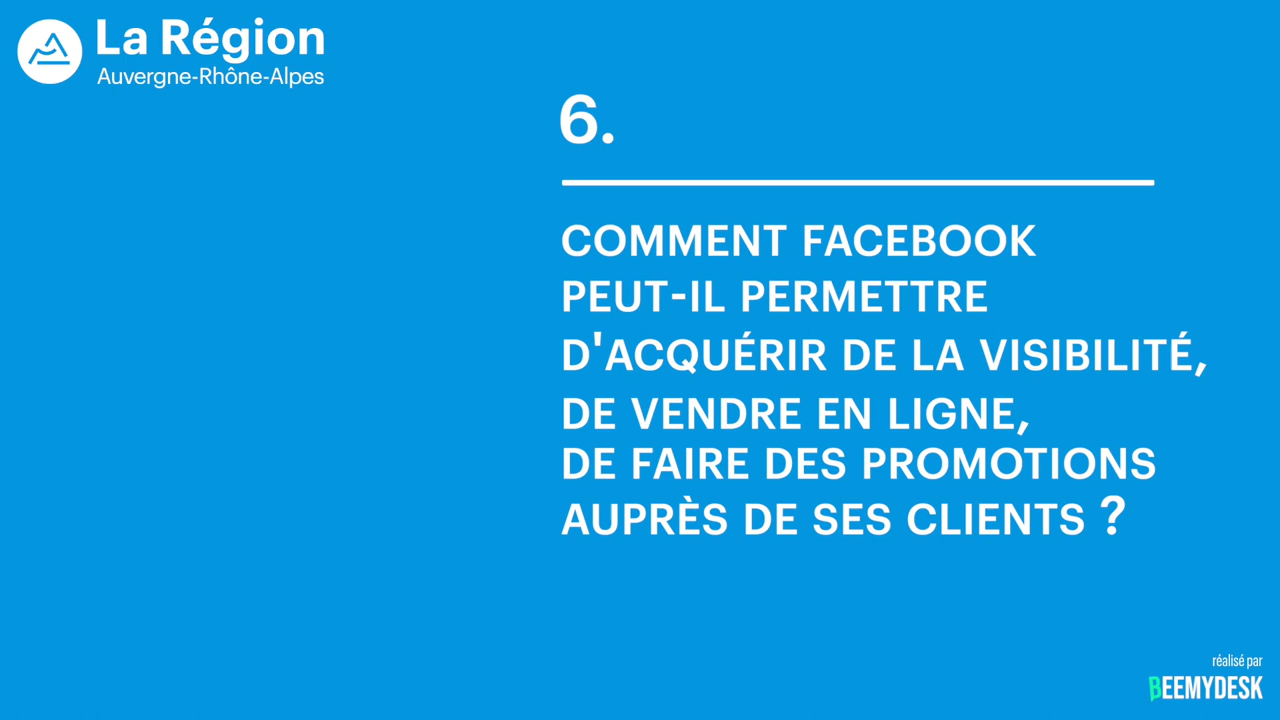 La Région
Auvergne-Rhône-Alpes
6.
COMMENT FACEBOOK
PEUT-IL PERMETTRE
D'ACQUÉRIR DE LA VISIBILITÉ,
DE VENDRE EN LIGNE,
DE FAIRE DES PROMOTIONS
AUPRÈS DE SES CLIENTS ?
réalisé par
BEEMYDESK